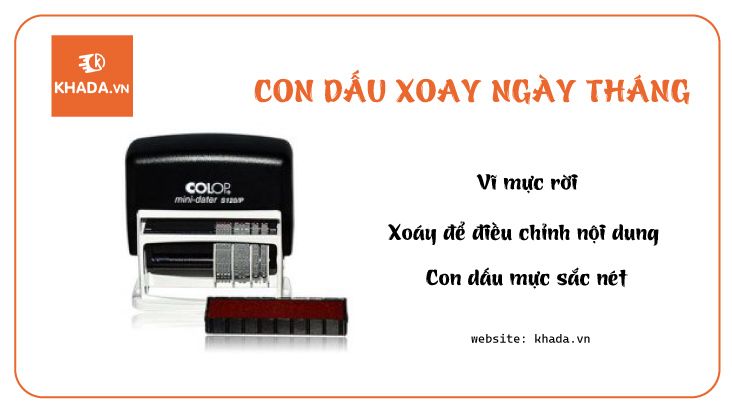 KHADA.VN
CON DẤU XOAY NGÀY THÁNG
COLOP
mini-dater S120/P
Vĩ mực rời
Xoáy để điều chỉnh nội dung
Con dấu mực sắc nét
website: khada.vn